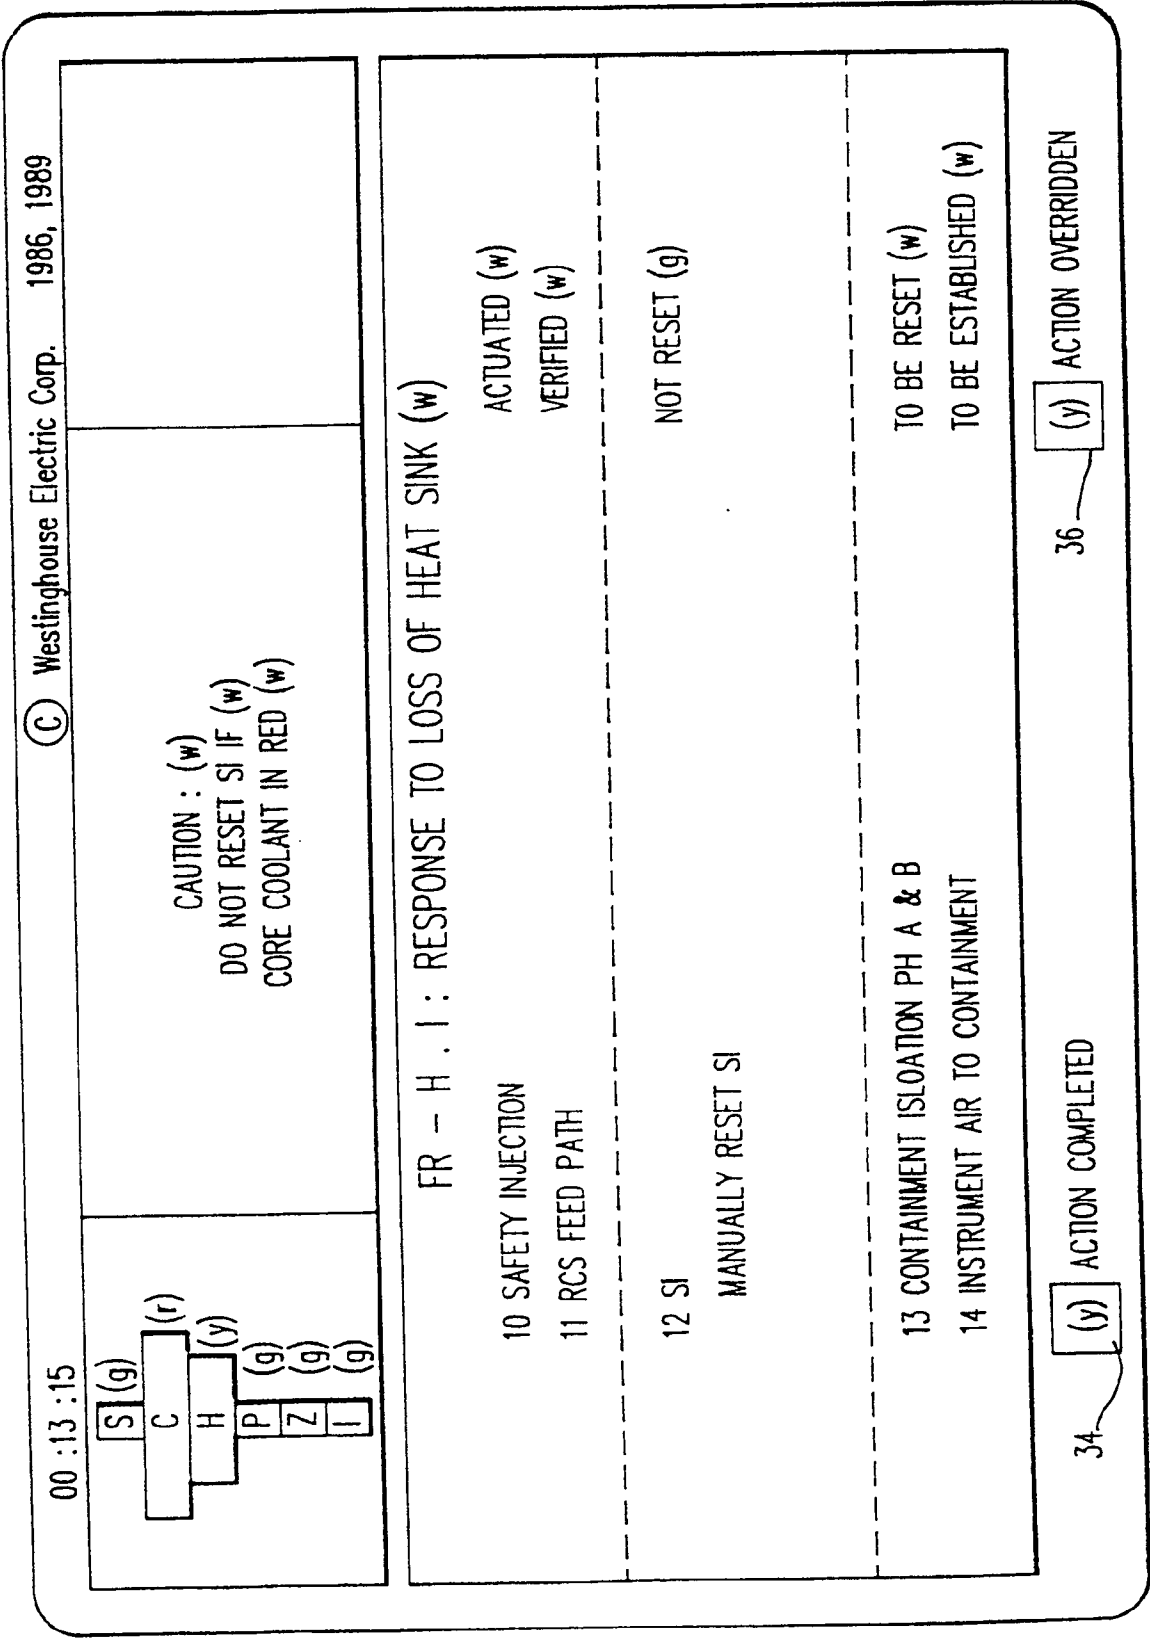 00 :13 :15
© Westinghouse Electric Corp. 1986, 1989
S (g)
C (r)
H (y)
P (g)
Z (g)
I (g)
CAUTION : (w)
DO NOT RESET SI IF (w)
CORE COOLANT IN RED (w)
FR - H . I : RESPONSE TO LOSS OF HEAT SINK (w)
10 SAFETY INJECTION ACTUATED (w)
11 RCS FEED PATH VERIFIED (w)
12 SI NOT RESET (g)
MANUALLY RESET SI
13 CONTAINMENT ISLOATION PH A & B TO BE RESET (w)
14 INSTRUMENT AIR TO CONTAINMENT TO BE ESTABLISHED (w)
34 (y) ACTION COMPLETED
36 (y) ACTION OVERRIDDEN